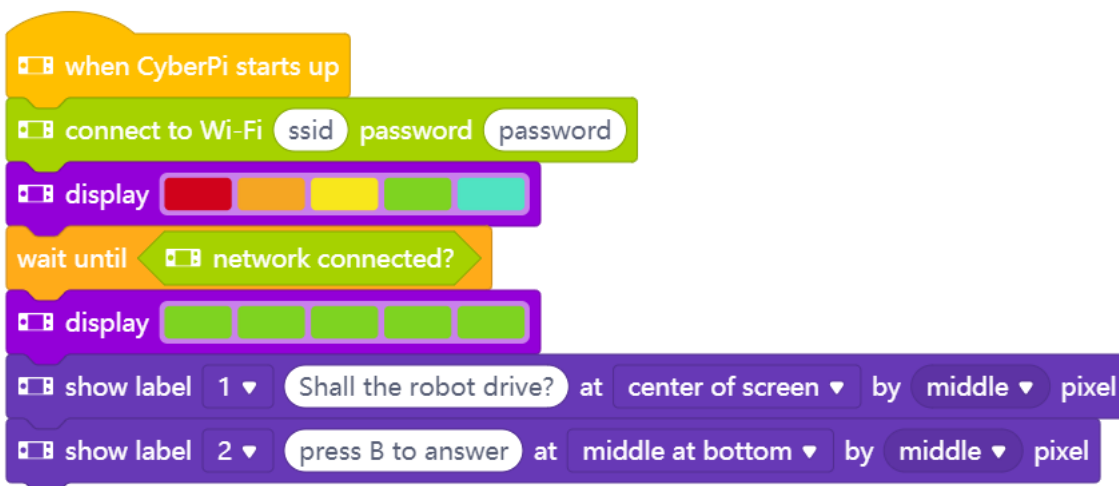 when CyberPi starts up
connect to Wi-Fi ssid password password
display
wait until network connected?
display
show label 1 Shall the robot drive? at center of screen by middle pixel
show label 2 press B to answer at middle at bottom by middle pixel